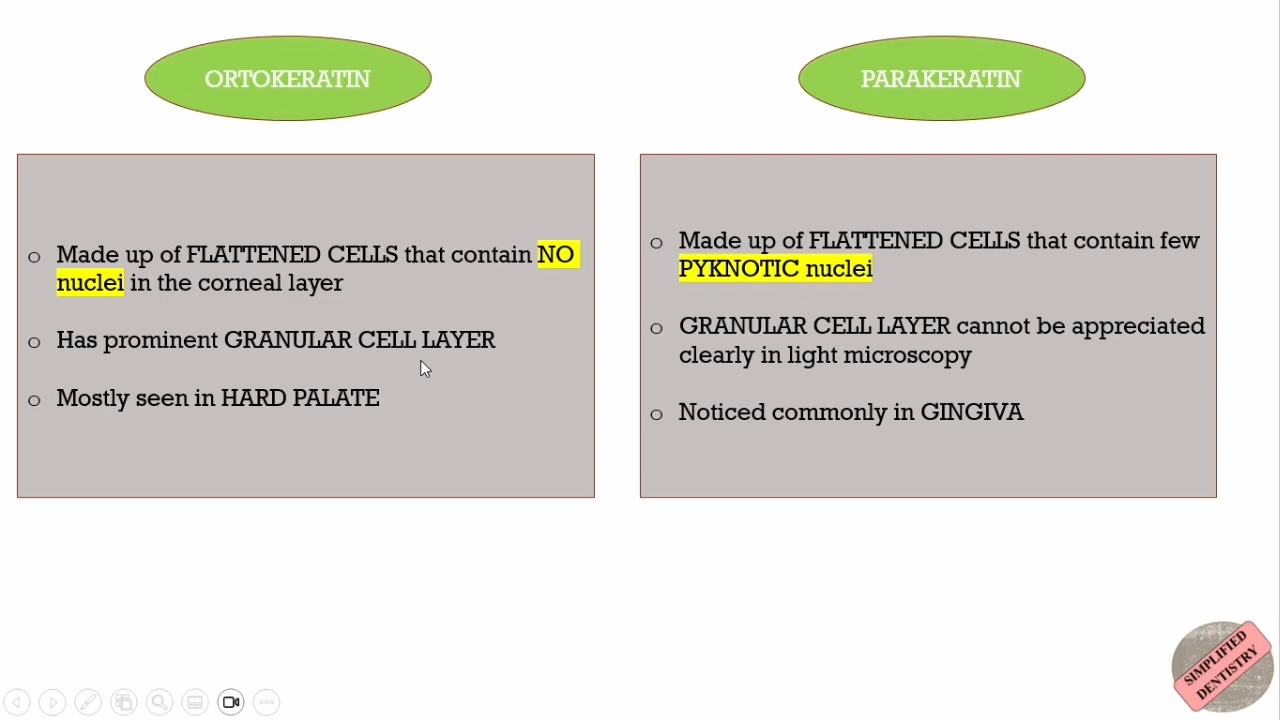 ORTOKERATIN
o Made up of FLATTENED CELLS that contain NO
nuclei in the corneal layer
o Has prominent GRANULAR CELL LAYER
o Mostly seen in HARD PALATE
PARAKERATIN
o Made up of FLATTENED CELLS that contain few
PYKNOTIC nuclei
o GRANULAR CELL LAYER cannot be appreciated
clearly in light microscopy
o Noticed commonly in GINGIVA
SIMPLIFIED
DENTISTRY